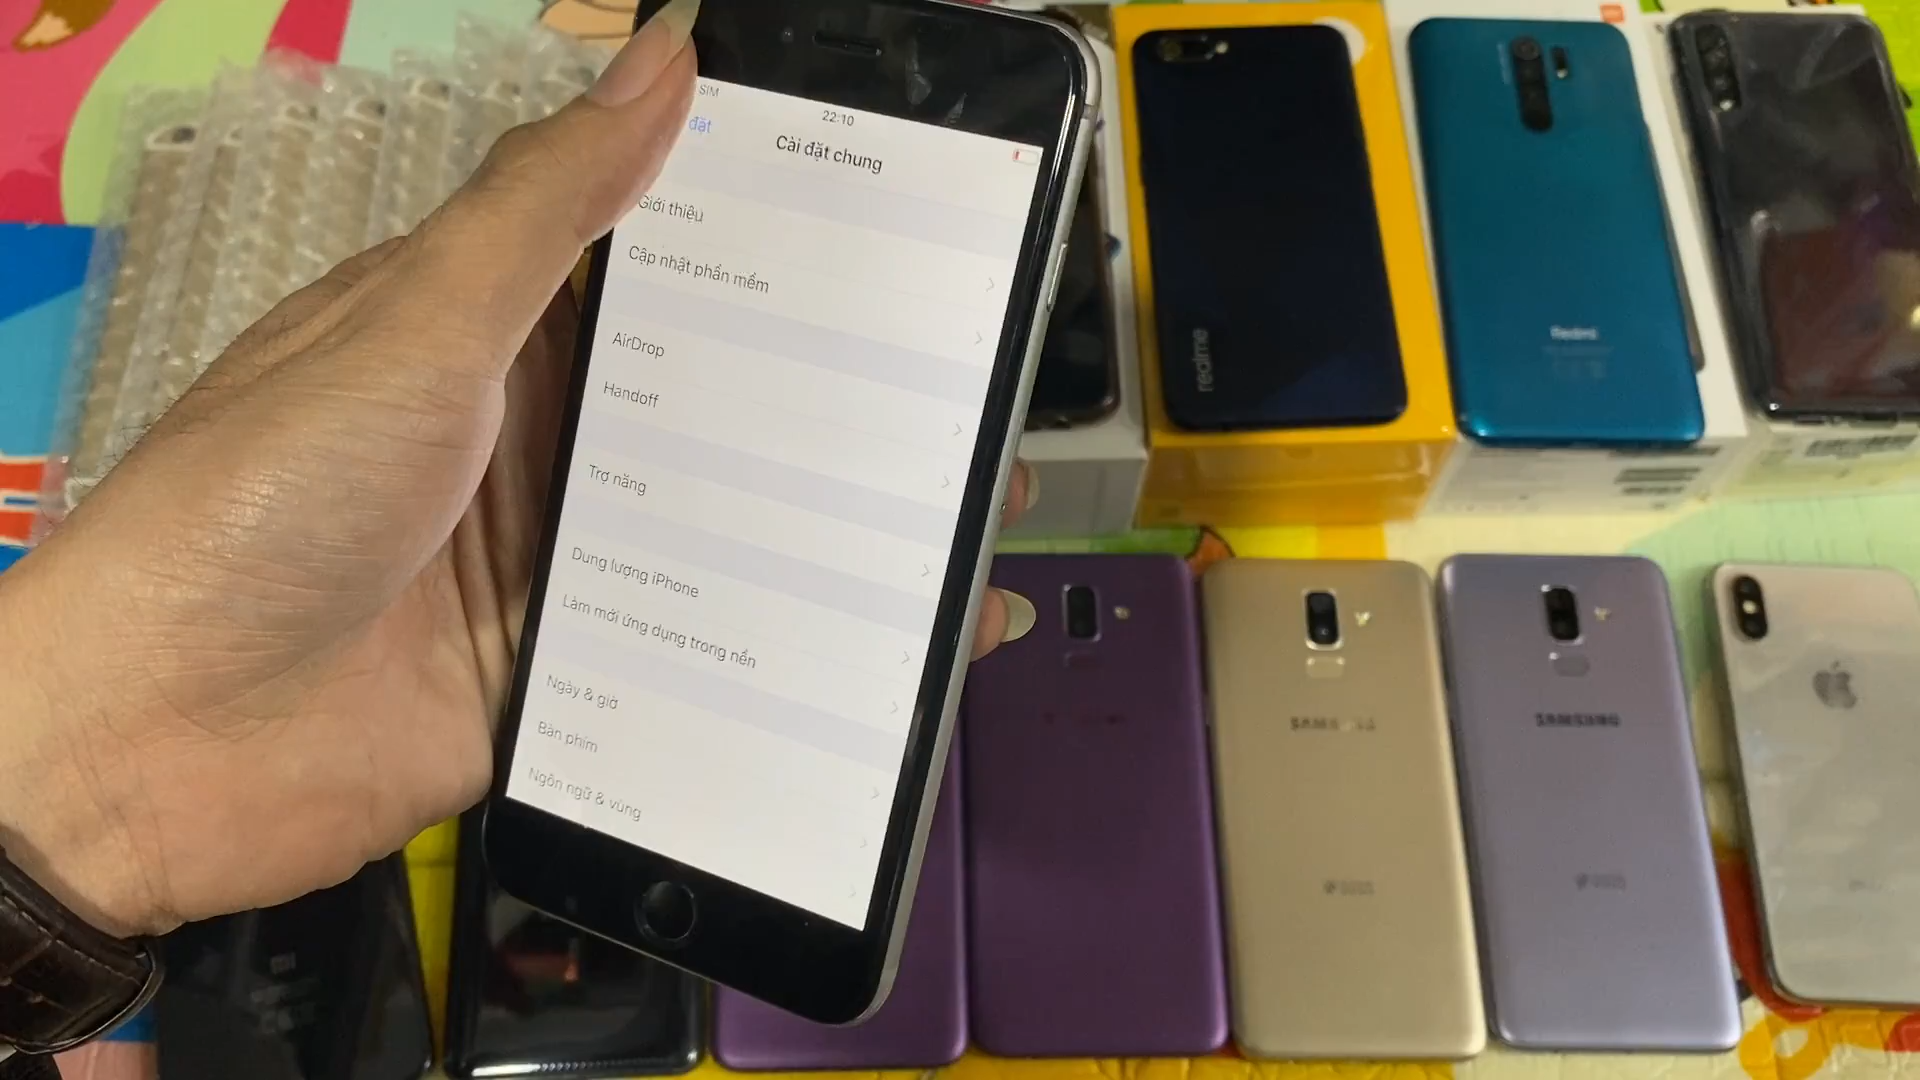 SIM
22:10
đặt
Cài đặt chung
Giới thiệu
Cập nhật phần mềm
AirDrop
Handoff
Trợ năng
Dung lượng iPhone
Làm mới ứng dụng trong nền
Ngày & giờ
Bàn phím
Ngôn ngữ & vùng
realme
Redmi
SAMSUNG
SAMSUNG